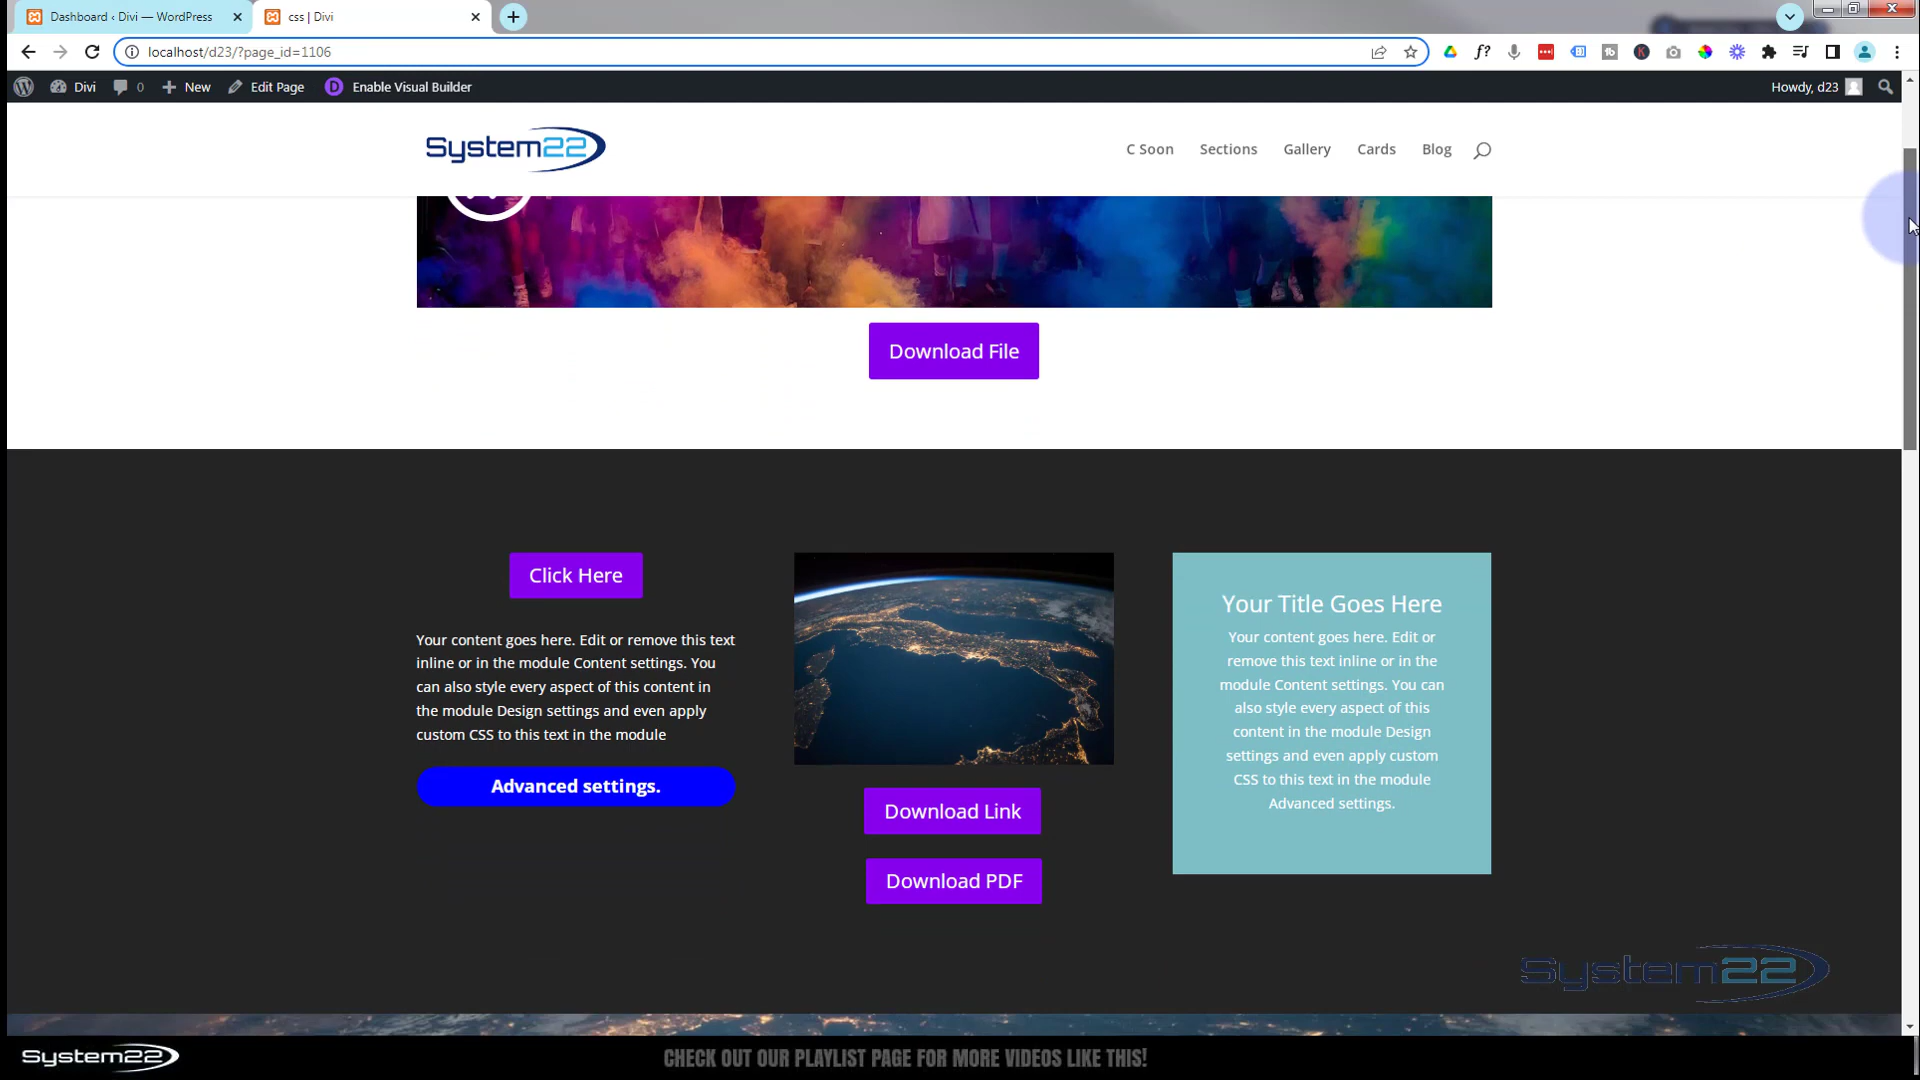 Dashboard ‹ Divi — WordPress
css | Divi
localhost/d23/?page_id=1106
Divi
0
New
Edit Page
D
Enable Visual Builder
Howdy, d23
System22
C Soon
Sections
Gallery
Cards
Blog
Download File
Click Here
Your content goes here. Edit or remove this text
inline or in the module Content settings. You
can also style every aspect of this content in
the module Design settings and even apply
custom CSS to this text in the module
Advanced settings.
Download Link
Download PDF
Your Title Goes Here
Your content goes here. Edit or
remove this text inline or in the
module Content settings. You can
also style every aspect of this
content in the module Design
settings and even apply custom
CSS to this text in the module
Advanced settings.
System22
System22
CHECK OUT OUR PLAYLIST PAGE FOR MORE VIDEOS LIKE THIS!